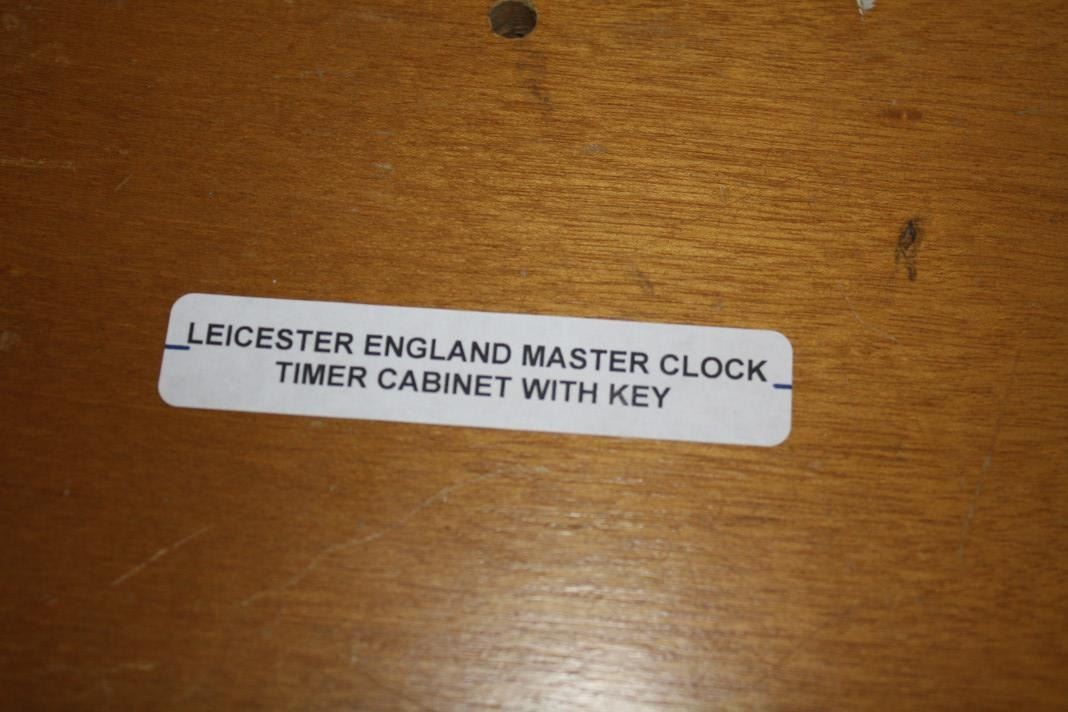 LEICESTER ENGLAND MASTER CLOCK
TIMER CABINET WITH KEY